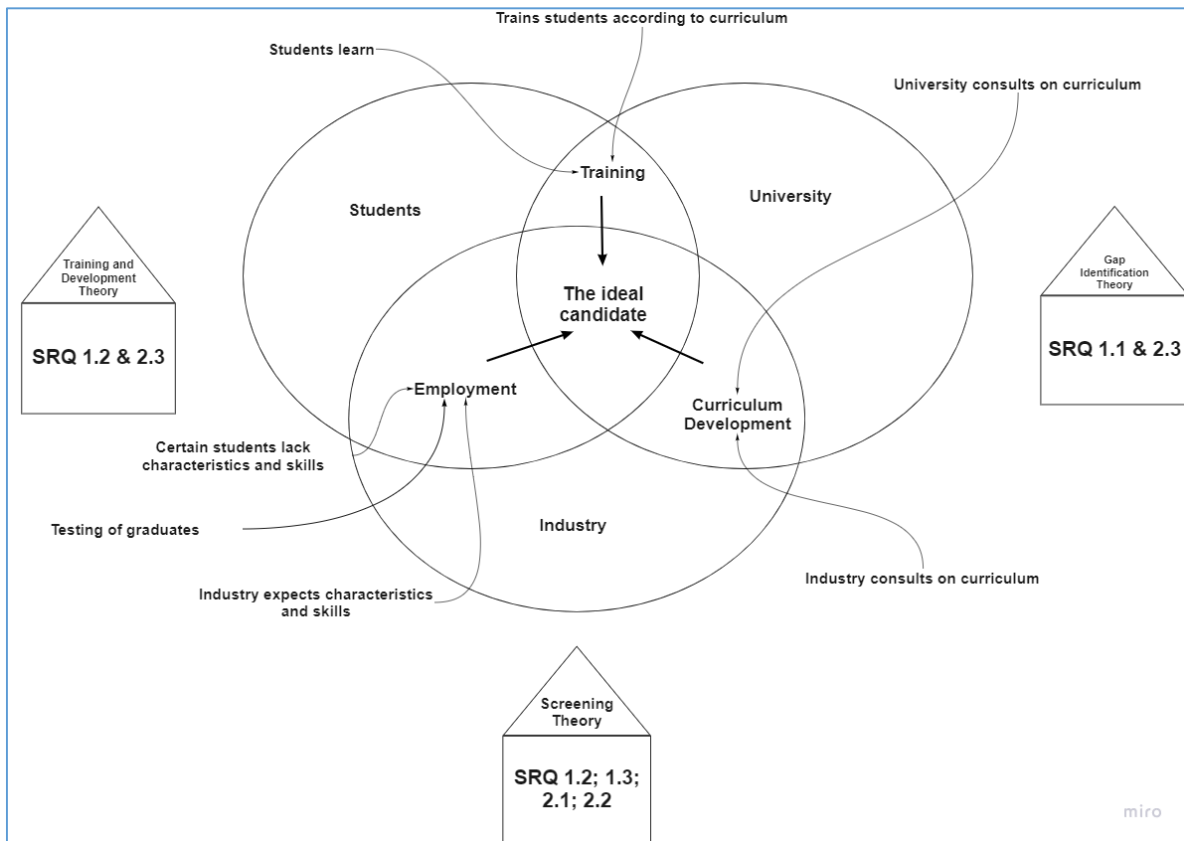 Trains students according to curriculum
Students learn
University consults on curriculum
Training
Students
University
Training and
Development
Theory
SRQ 1.2 & 2.3
Gap
Identification
Theory
SRQ 1.1 & 2.3
The ideal
candidate
Employment
Curriculum
Development
Certain students lack
characteristics and skills
Testing of graduates
Industry
Industry expects characteristics
and skills
Industry consults on curriculum
Screening
Theory
SRQ 1.2; 1.3;
2.1; 2.2
miro